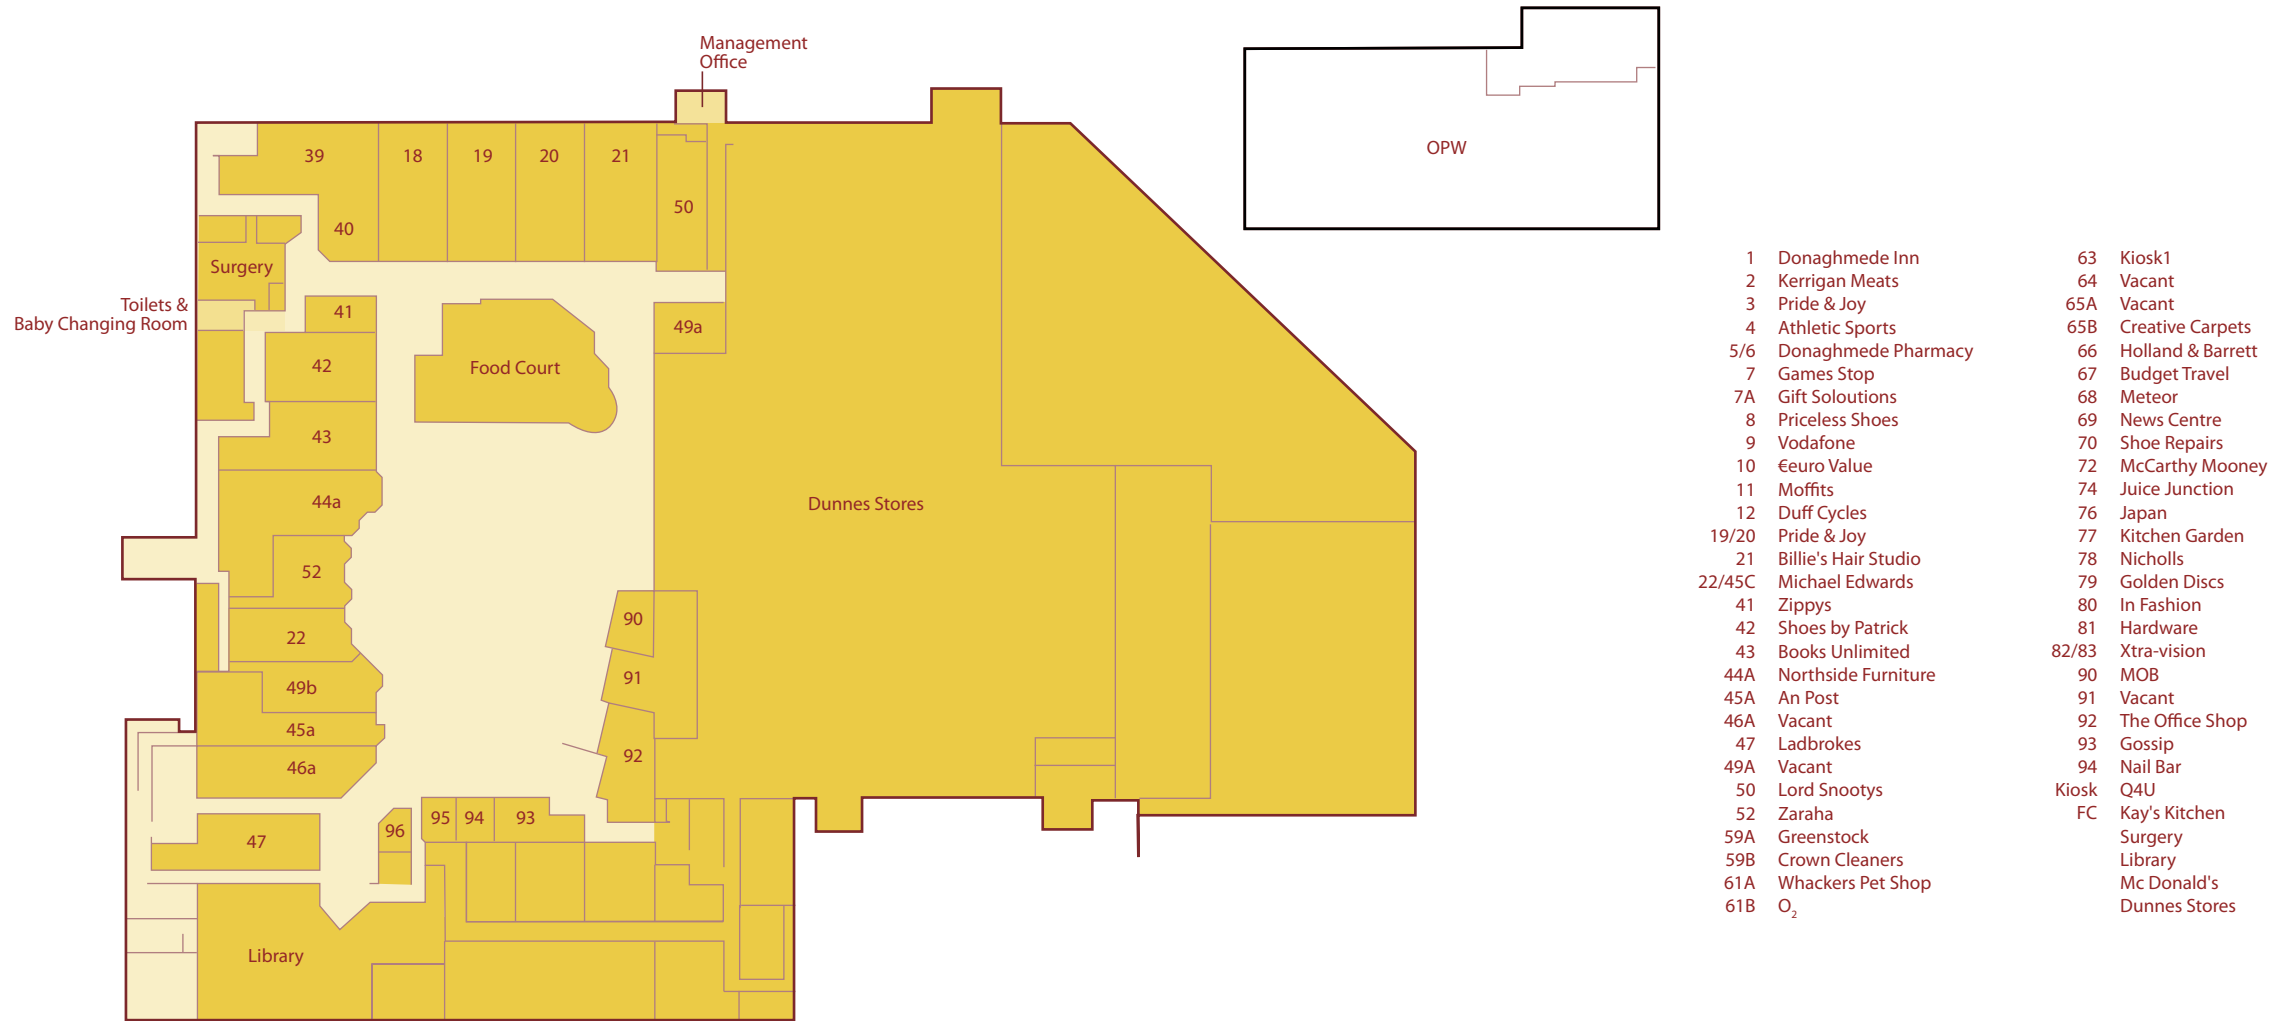 Management
Office
OPW
39
18
19
20
21
50
40
Surgery
Toilets &
Baby Changing Room
41
49a
42
Food Court
43
44a
Dunnes Stores
52
90
22
91
49b
45a
92
46a
95
94
93
96
47
Library
1 Donaghmede Inn
2 Kerrigan Meats
3 Pride & Joy
4 Athletic Sports
5/6 Donaghmede Pharmacy
7 Games Stop
7A Gift Soloutions
8 Priceless Shoes
9 Vodafone
10 €euro Value
11 Moffits
12 Duff Cycles
19/20 Pride & Joy
21 Billie's Hair Studio
22/45C Michael Edwards
41 Zippys
42 Shoes by Patrick
43 Books Unlimited
44A Northside Furniture
45A An Post
46A Vacant
47 Ladbrokes
49A Vacant
50 Lord Snootys
52 Zaraha
59A Greenstock
59B Crown Cleaners
61A Whackers Pet Shop
61B O2
63 Kiosk1
64 Vacant
65A Vacant
65B Creative Carpets
66 Holland & Barrett
67 Budget Travel
68 Meteor
69 News Centre
70 Shoe Repairs
72 McCarthy Mooney
74 Juice Junction
76 Japan
77 Kitchen Garden
78 Nicholls
79 Golden Discs
80 In Fashion
81 Hardware
82/83 Xtra-vision
90 MOB
91 Vacant
92 The Office Shop
93 Gossip
94 Nail Bar
Kiosk Q4U
FC Kay's Kitchen
Surgery
Library
Mc Donald's
Dunnes Stores